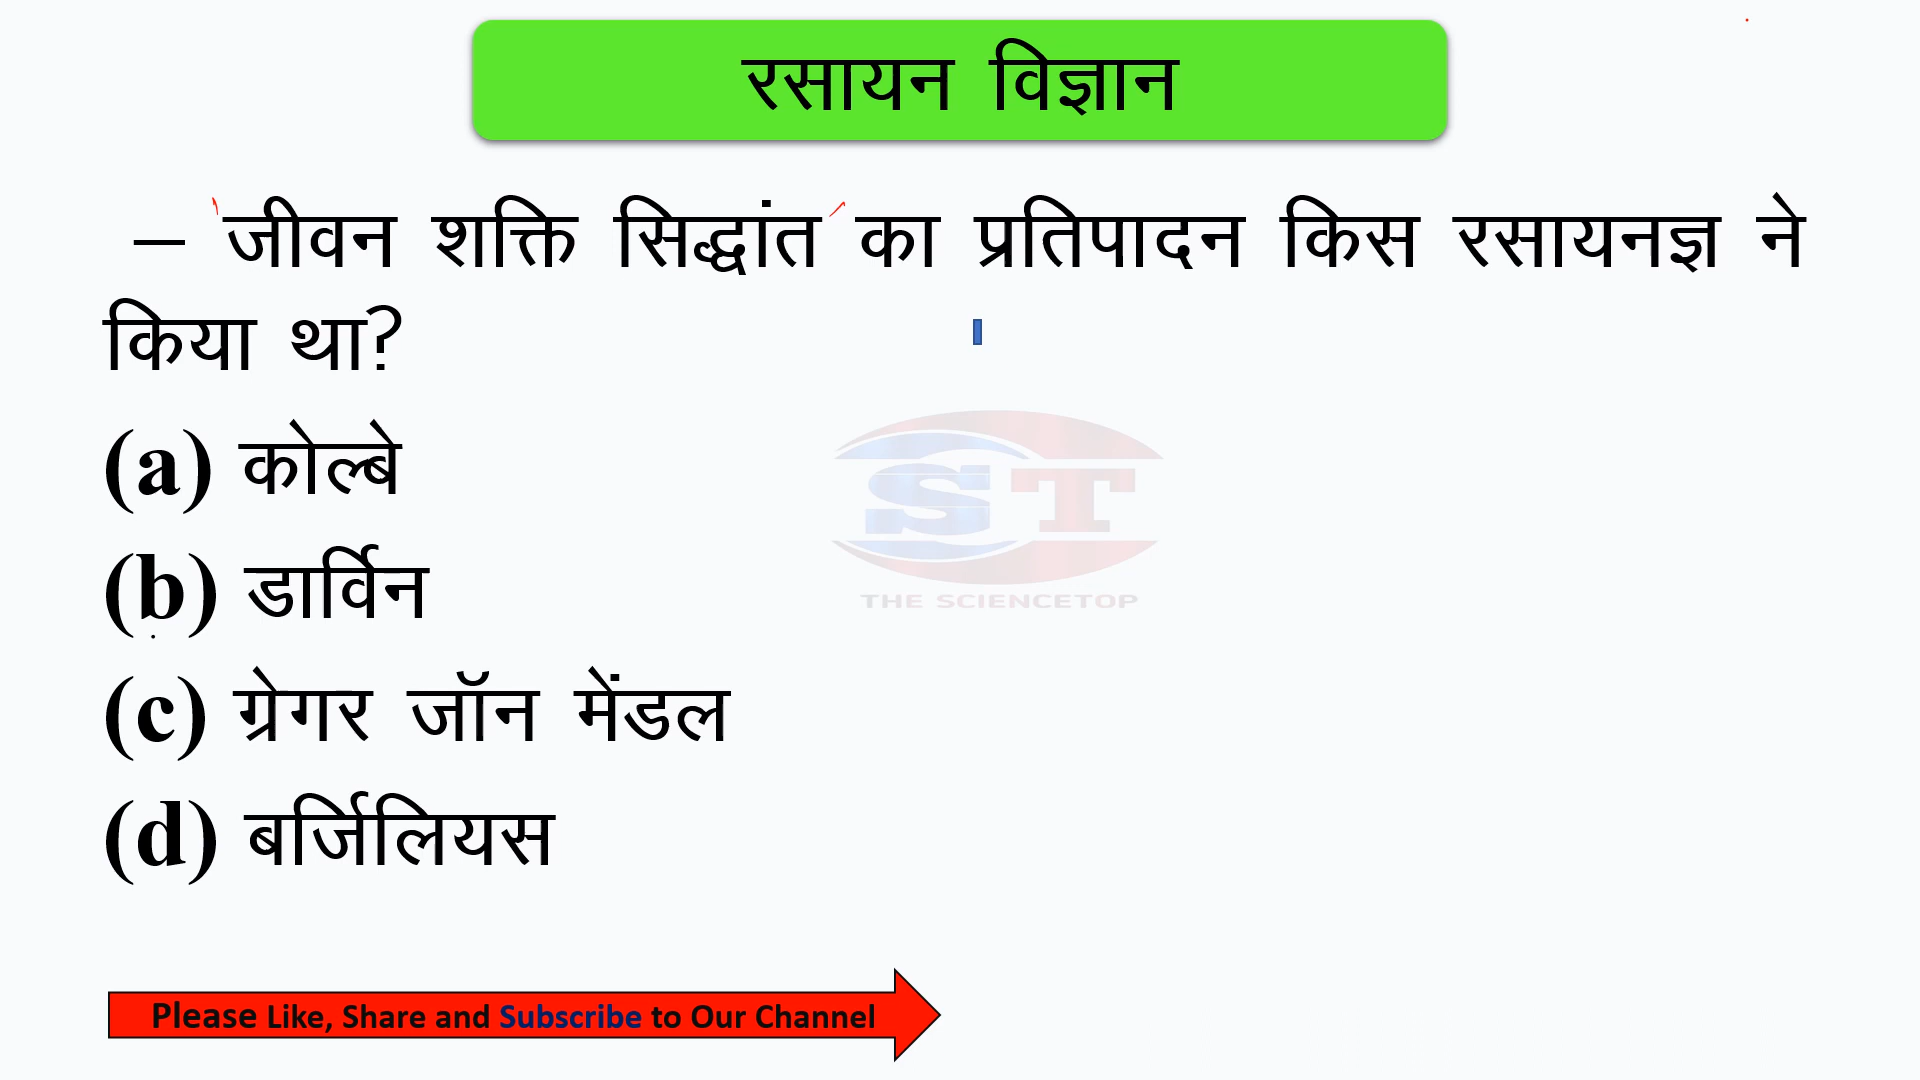 रसायन विज्ञान
– जीवन शक्ति सिद्धांत का प्रतिपादन किस रसायनज्ञ ने
किया था?
(a) कोल्बे
ST
(b) डार्विन
THE SCIENCETOP
(c) ग्रेगर जॉन मेंडल
(d) बर्जिलियस
Please Like, Share and Subscribe to Our Channel